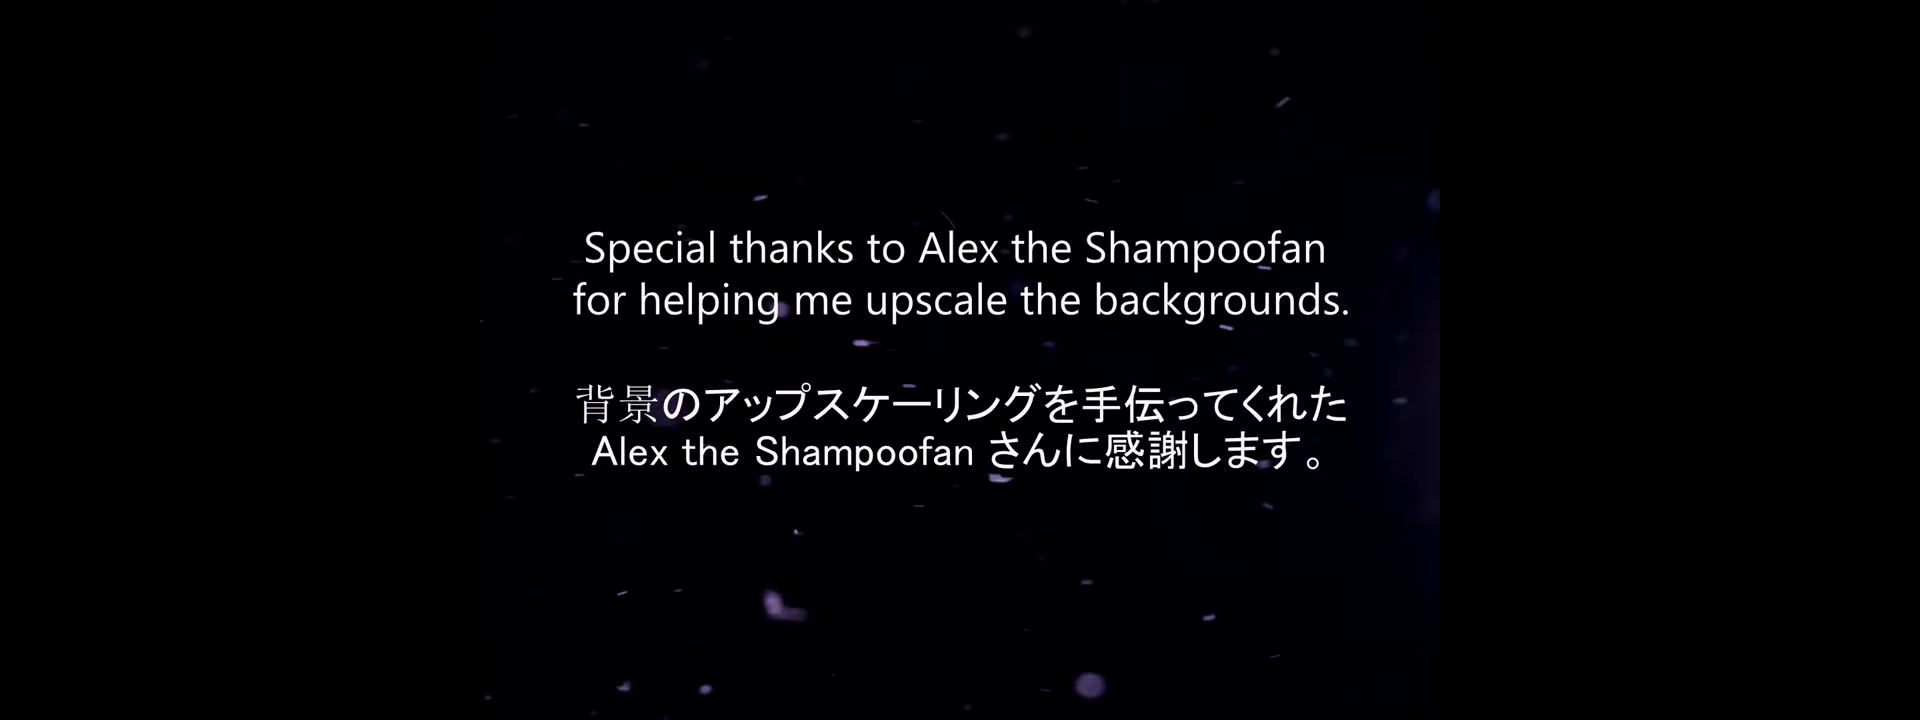 Special thanks to Alex the Shampoofan
for helping me upscale the backgrounds.
背景のアップスケーリングを手伝ってくれた
Alex the Shampoofan さんに感謝します。